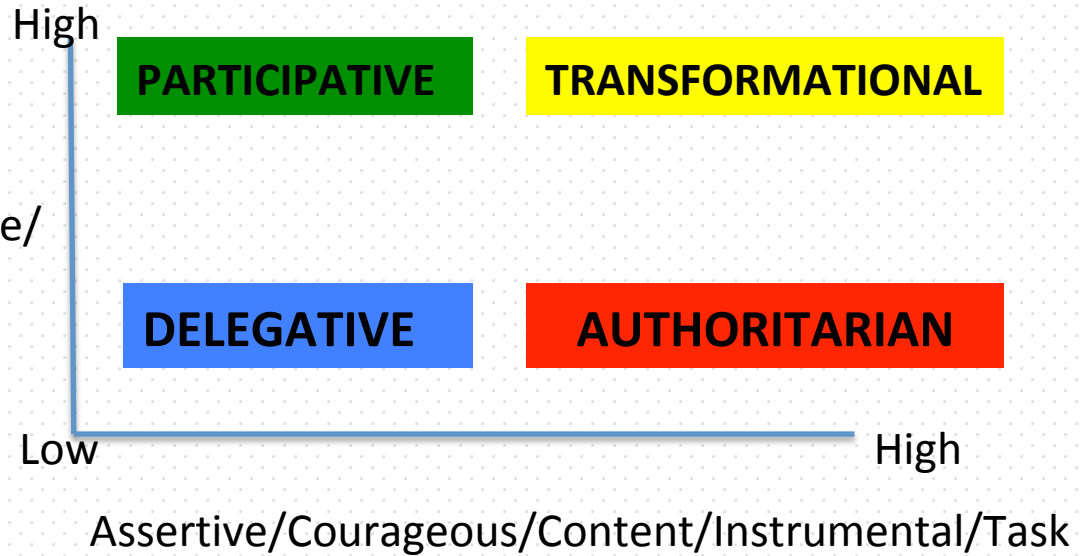 High
PARTICIPATIVE TRANSFORMATIONAL
e/
DELEGATIVE AUTHORITARIAN
Low High
Assertive/Courageous/Content/Instrumental/Task